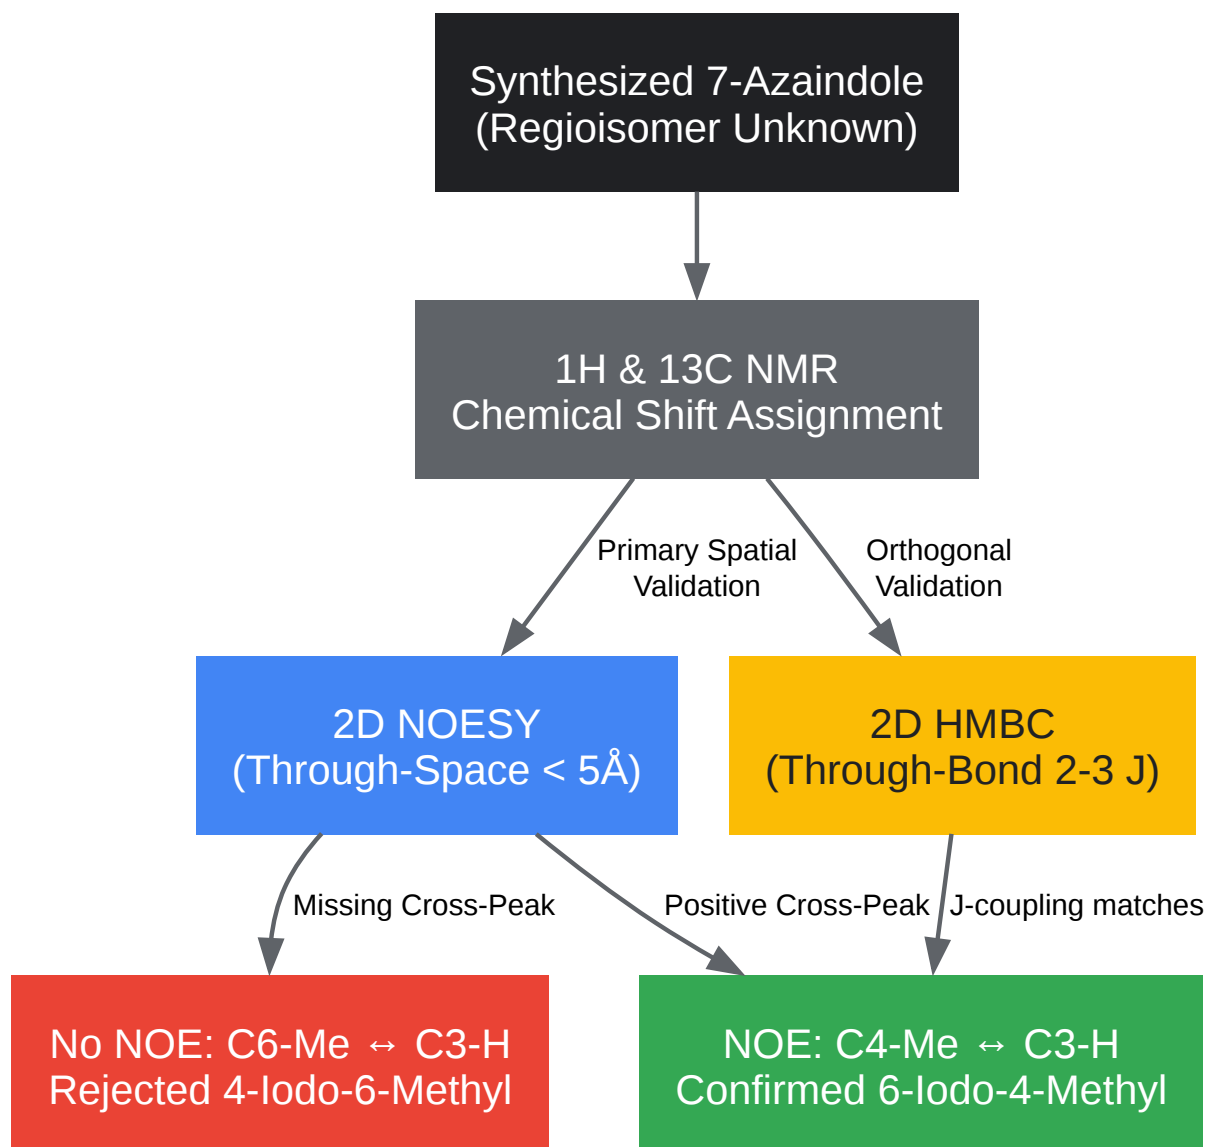 Synthesized 7-Azaindole
(Regioisomer Unknown)
1H & 13C NMR
Chemical Shift Assignment
Primary Spatial
Validation
Orthogonal
Validation
2D NOESY
(Through-Space < 5Å)
2D HMBC
(Through-Bond 2-3 J)
Missing Cross-Peak
Positive Cross-Peak
J-coupling matches
No NOE: C6-Me ↔ C3-H
Rejected 4-Iodo-6-Methyl
NOE: C4-Me ↔ C3-H
Confirmed 6-Iodo-4-Methyl